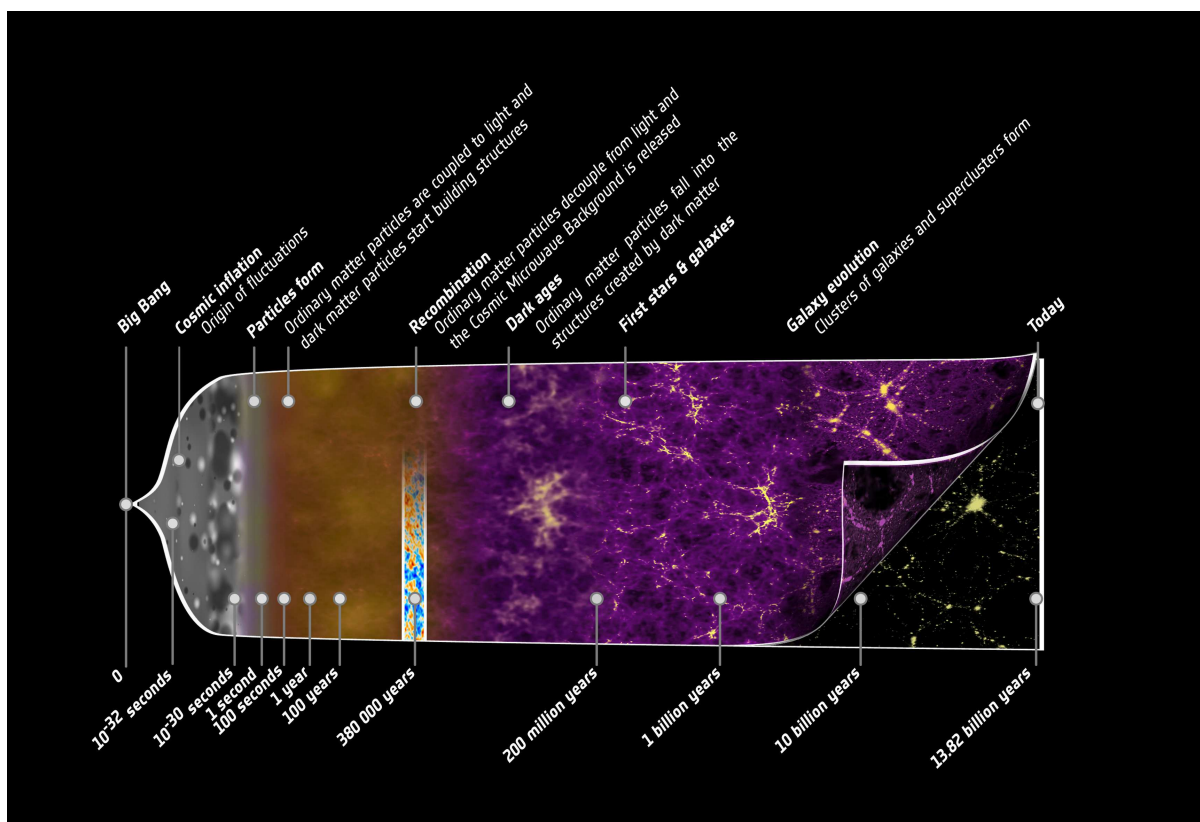 Big Bang
Cosmic inflation
Origin of fluctuations
Particles form
Ordinary matter particles are coupled to light and
dark matter particles start building structures
Recombination
Ordinary matter particles decouple from light and
the Cosmic Microwave Background is released
Dark ages
Ordinary matter particles fall into the
structures created by dark matter
First stars & galaxies
Galaxy evolution
Clusters of galaxies and superclusters form
Today
0
10-32 seconds
10-30 seconds
1 second
100 seconds
1 year
100 years
380 000 years
200 million years
1 billion years
10 billion years
13.82 billion years